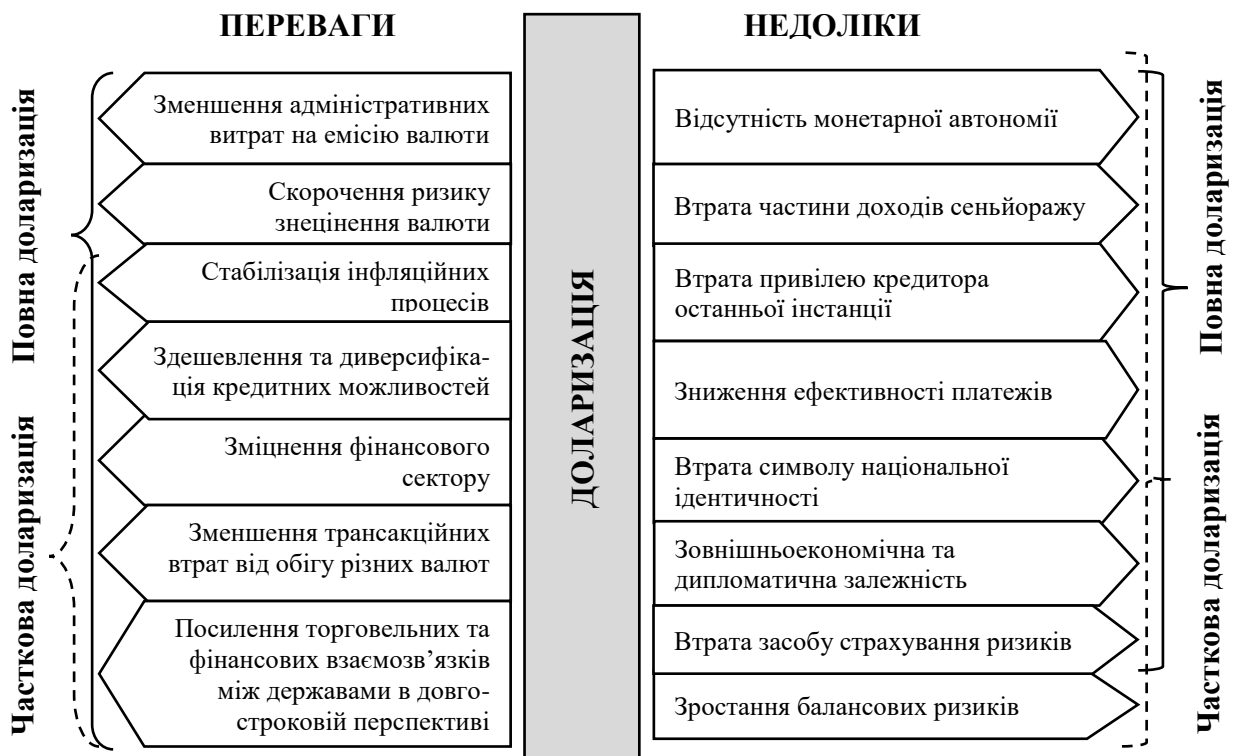 ПЕРЕВАГИ
Повна доларизація
Часткова доларизація
Зменшення адміністративних
витрат на емісію валюти
Скорочення ризику
знецінення валюти
Стабілізація інфляційних
процесів
Здешевлення та диверсифіка-
ція кредитних можливостей
Зміцнення фінансового
сектору
Зменшення трансакційних
втрат від обігу різних валют
Посилення торговельних та
фінансових взаємозв’язків
між державами в довго-
строковій перспективі
ДОЛАРИЗАЦІЯ
НЕДОЛІКИ
Відсутність монетарної автономії
Втрата частини доходів сеньйоражу
Втрата привілею кредитора
останньої інстанції
Зниження ефективності платежів
Втрата символу національної
ідентичності
Зовнішньоекономічна та
дипломатична залежність
Втрата засобу страхування ризиків
Зростання балансових ризиків
Повна доларизація
Часткова доларизація